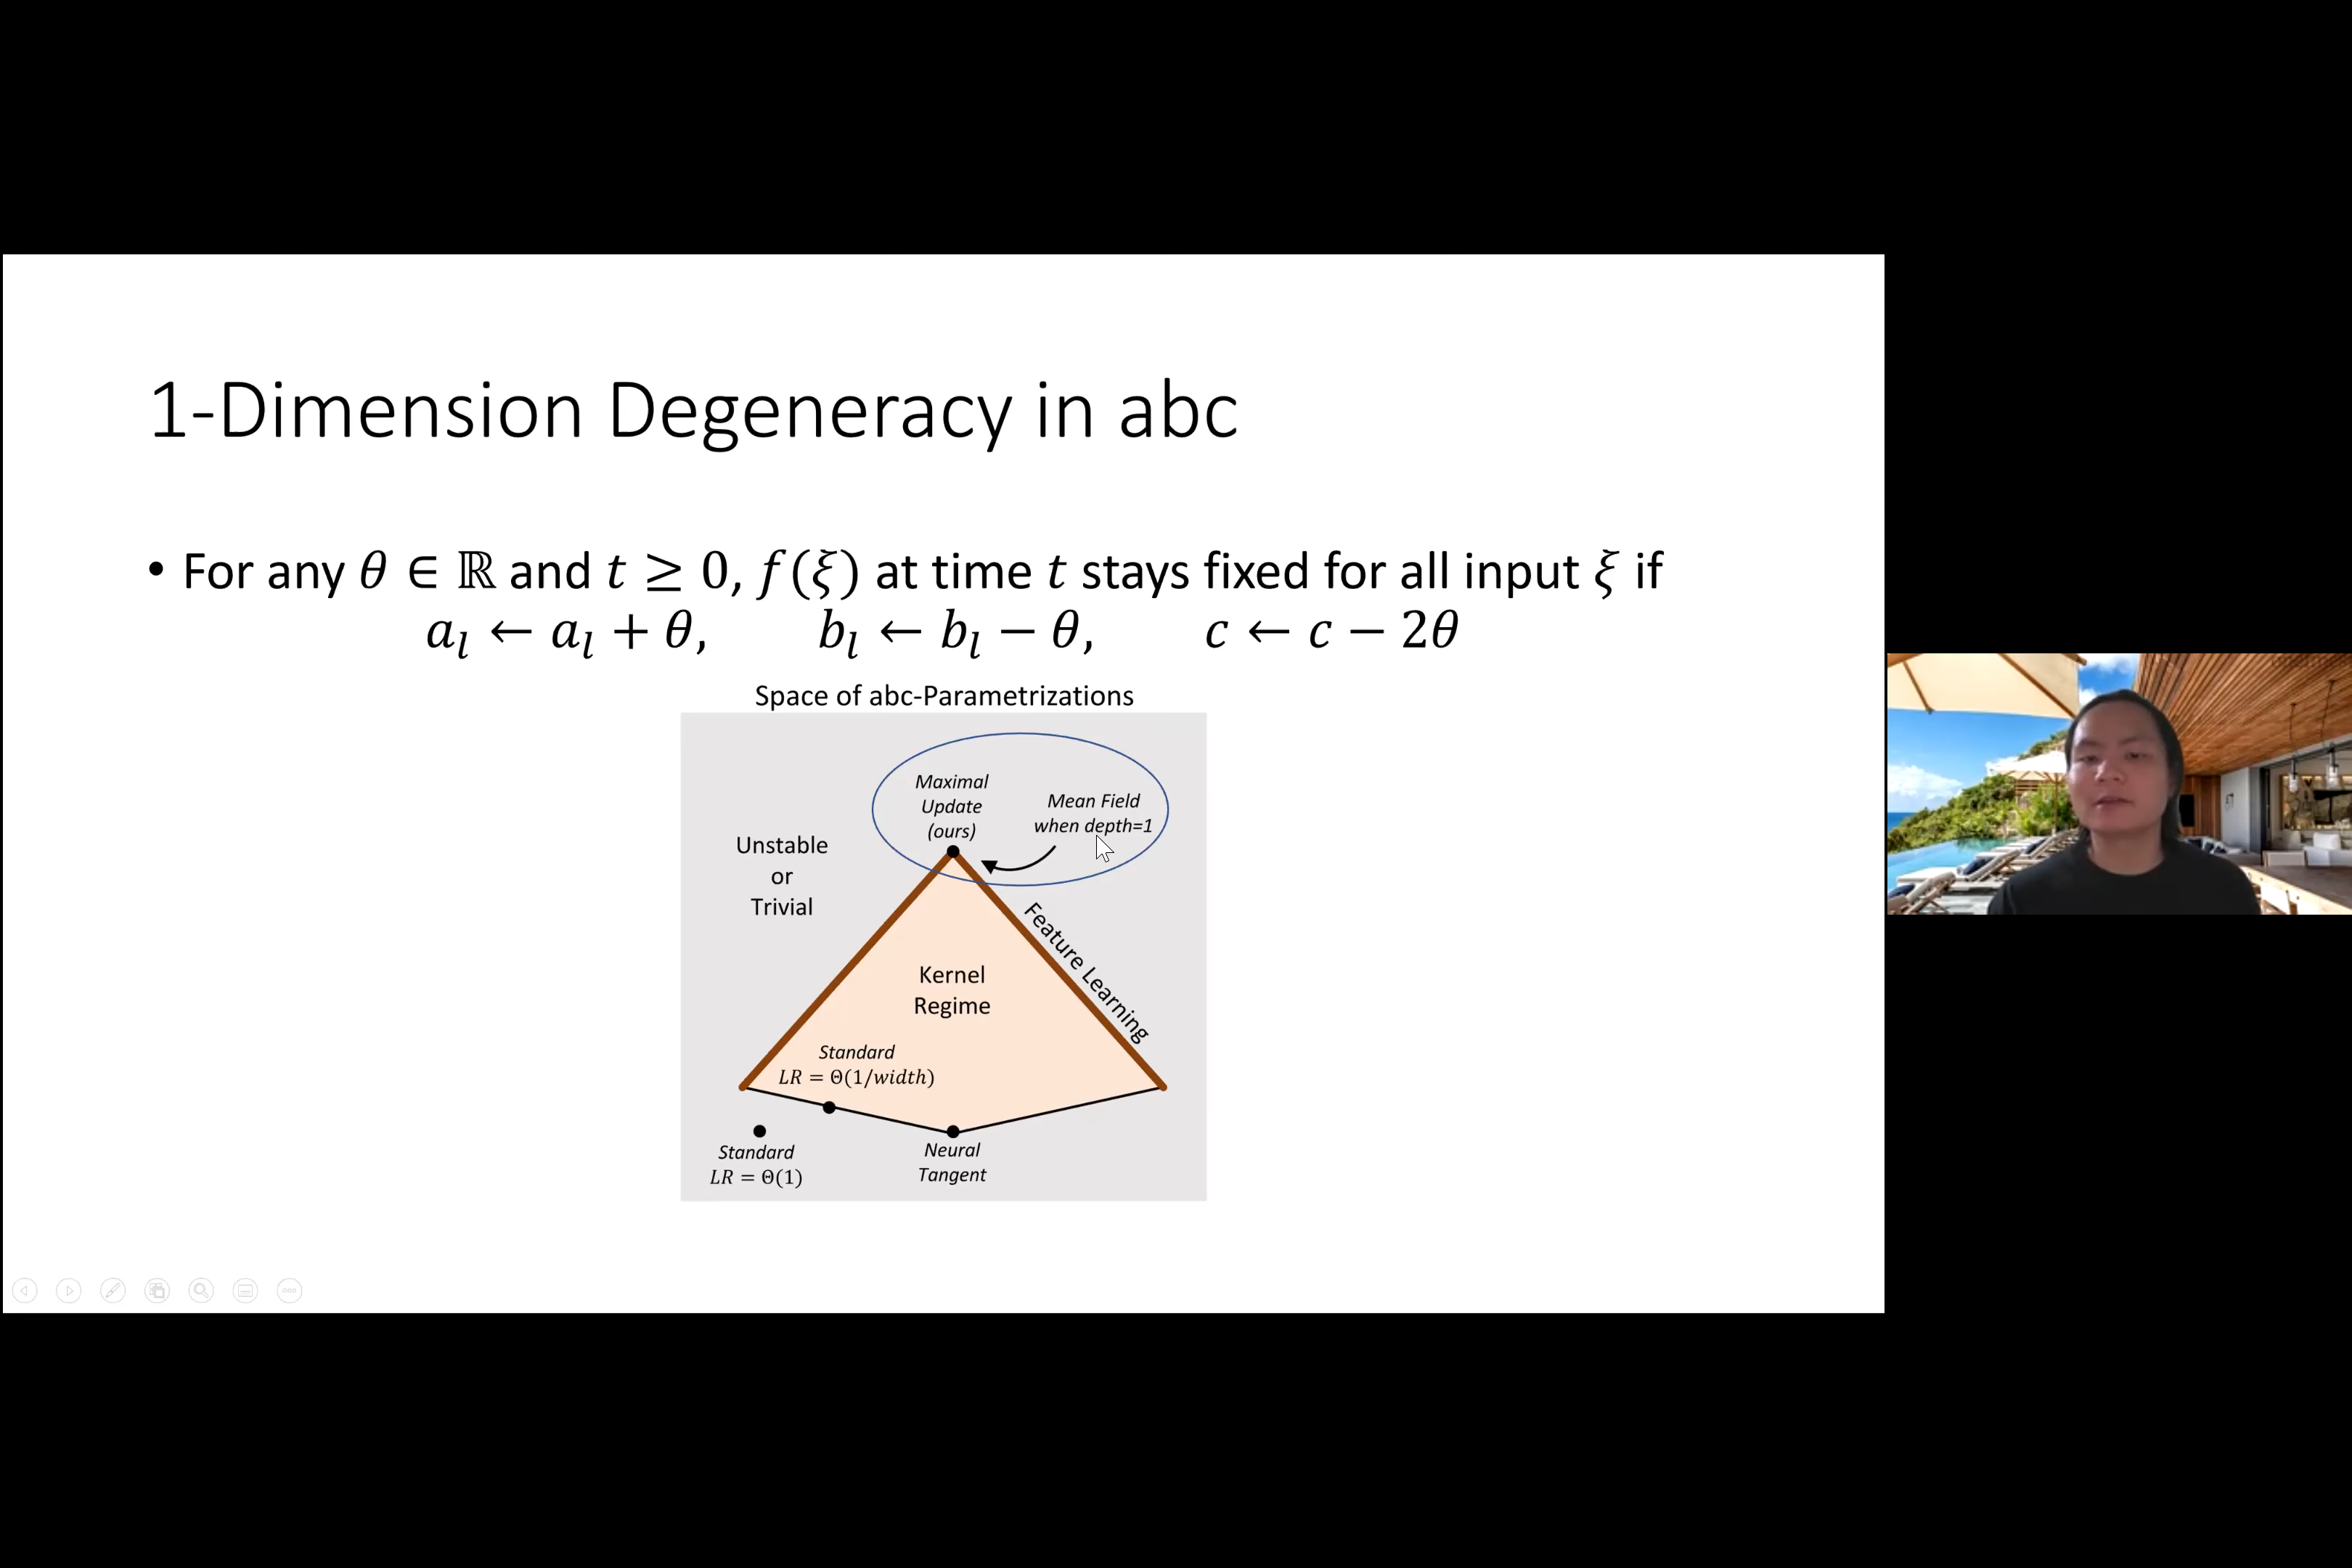 1-Dimension Degeneracy in abc
• For any θ ∈ ℝ and t ≥ 0, f(ξ) at time t stays fixed for all input ξ if
a_l ← a_l + θ, b_l ← b_l − θ, c ← c − 2θ
Space of abc-Parametrizations
Maximal
Update
(ours)
Mean Field
when depth=1
Unstable
or
Trivial
Feature Learning
Kernel
Regime
Standard
LR = Θ(1/width)
Standard
LR = Θ(1)
Neural
Tangent